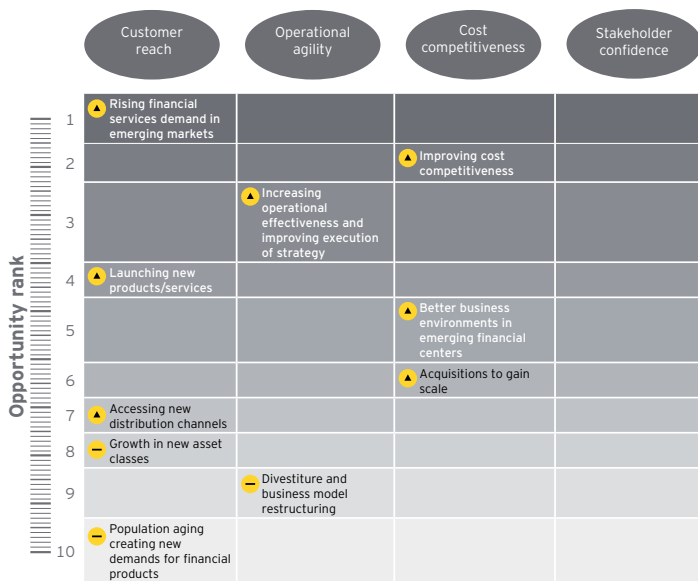 Customer
reach
Operational
agility
Cost
competitiveness
Stakeholder
confidence
Opportunity rank
1
Rising financial
services demand in
emerging markets
2
Improving cost
competitiveness
3
Increasing
operational
effectiveness and
improving execution
of strategy
4
Launching new
products/services
5
Better business
environments in
emerging financial
centers
6
Acquisitions to gain
scale
7
Accessing new
distribution channels
8
Growth in new asset
classes
9
Divestiture and
business model
restructuring
10
Population aging
creating new
demands for financial
products